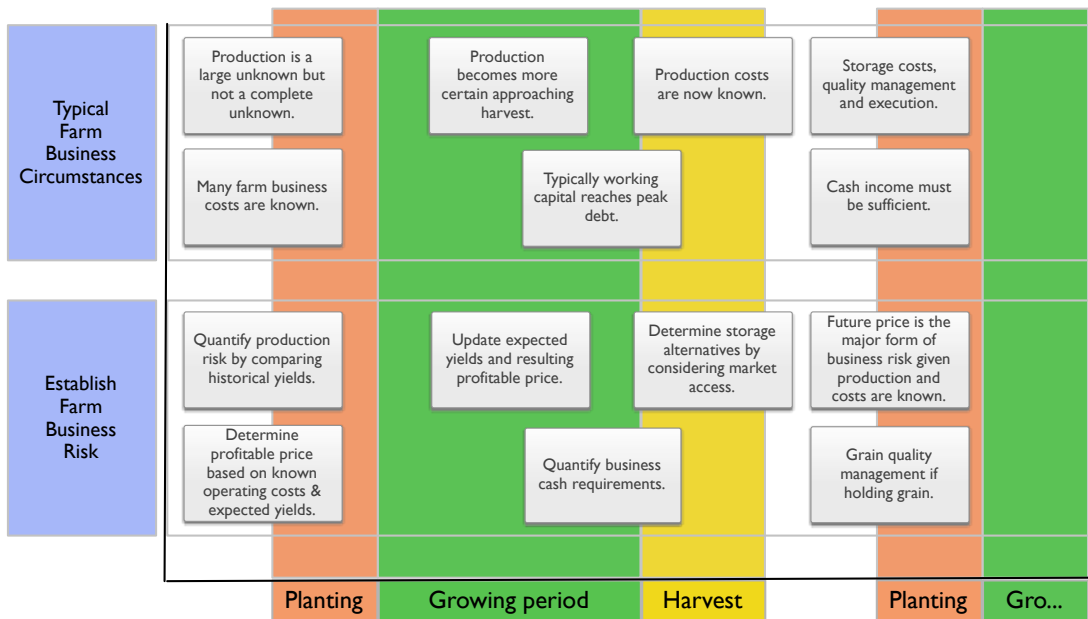 Typical
Farm
Business
Circumstances
Production is a
large unknown but
not a complete
unknown.
Production
becomes more
certain approaching
harvest.
Production costs
are now known.
Storage costs,
quality management
and execution.
Many farm business
costs are known.
Typically working
capital reaches peak
debt.
Cash income must
be sufficient.
Establish
Farm
Business
Risk
Quantify production
risk by comparing
historical yields.
Update expected
yields and resulting
profitable price.
Determine storage
alternatives by
considering market
access.
Future price is the
major form of
business risk given
production and
costs are known.
Determine
profitable price
based on known
operating costs &
expected yields.
Quantify business
cash requirements.
Grain quality
management if
holding grain.
Planting
Growing period
Harvest
Planting
Gro...